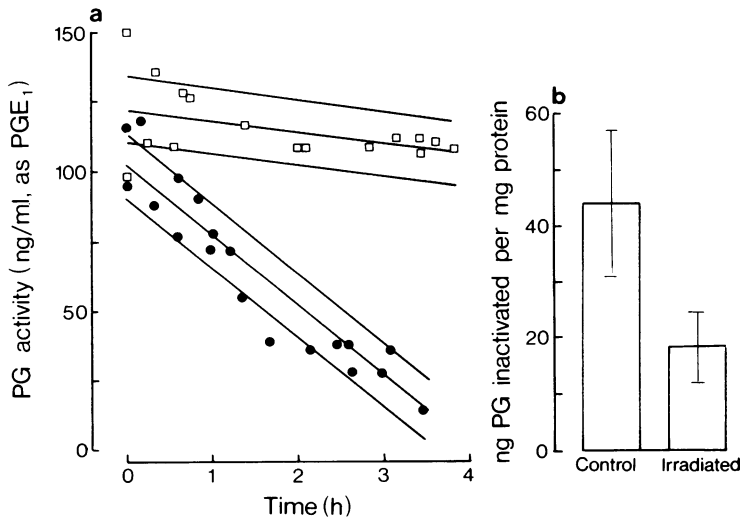 a
150
100
50
0
PG activity (ng/ml, as PGE1)
0
1
2
3
4
Time (h)
b
60
40
20
0
ng PG inactivated per mg protein
Control
Irradiated